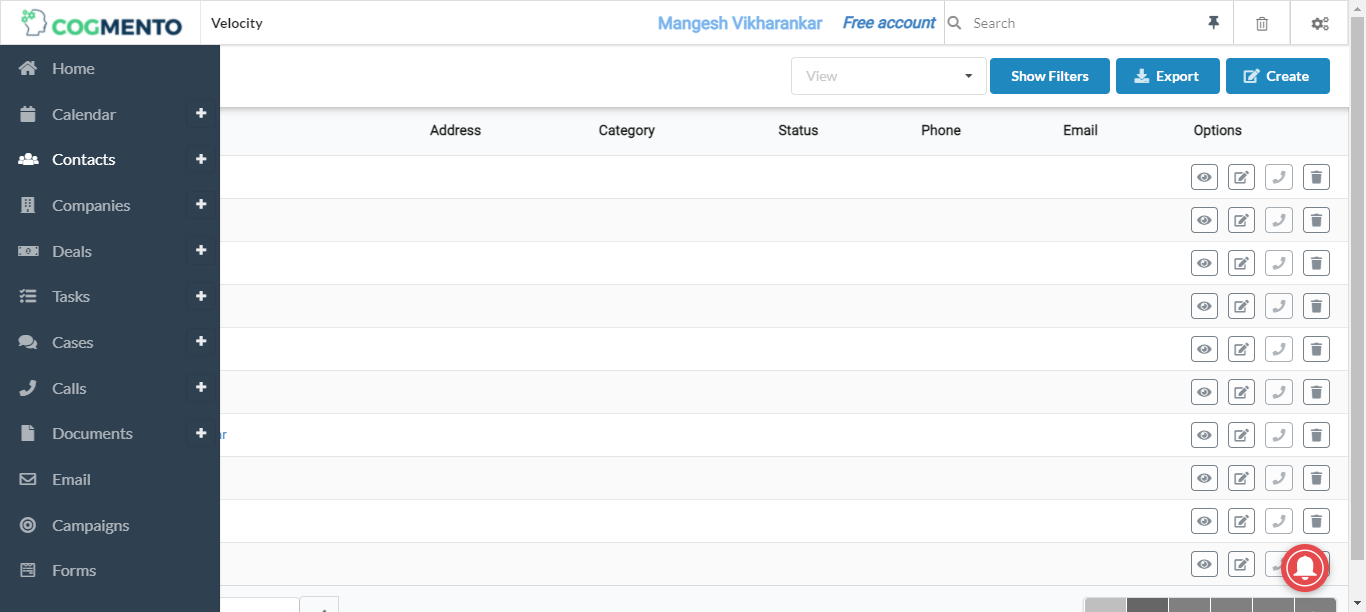 COGMENTO
Velocity
Mangesh Vikharankar
Free account
Search
Home
Calendar
Contacts
Companies
Deals
Tasks
Cases
Calls
Documents
Email
Campaigns
Forms
View
Show Filters
Export
Create
Address Category Status Phone Email Options